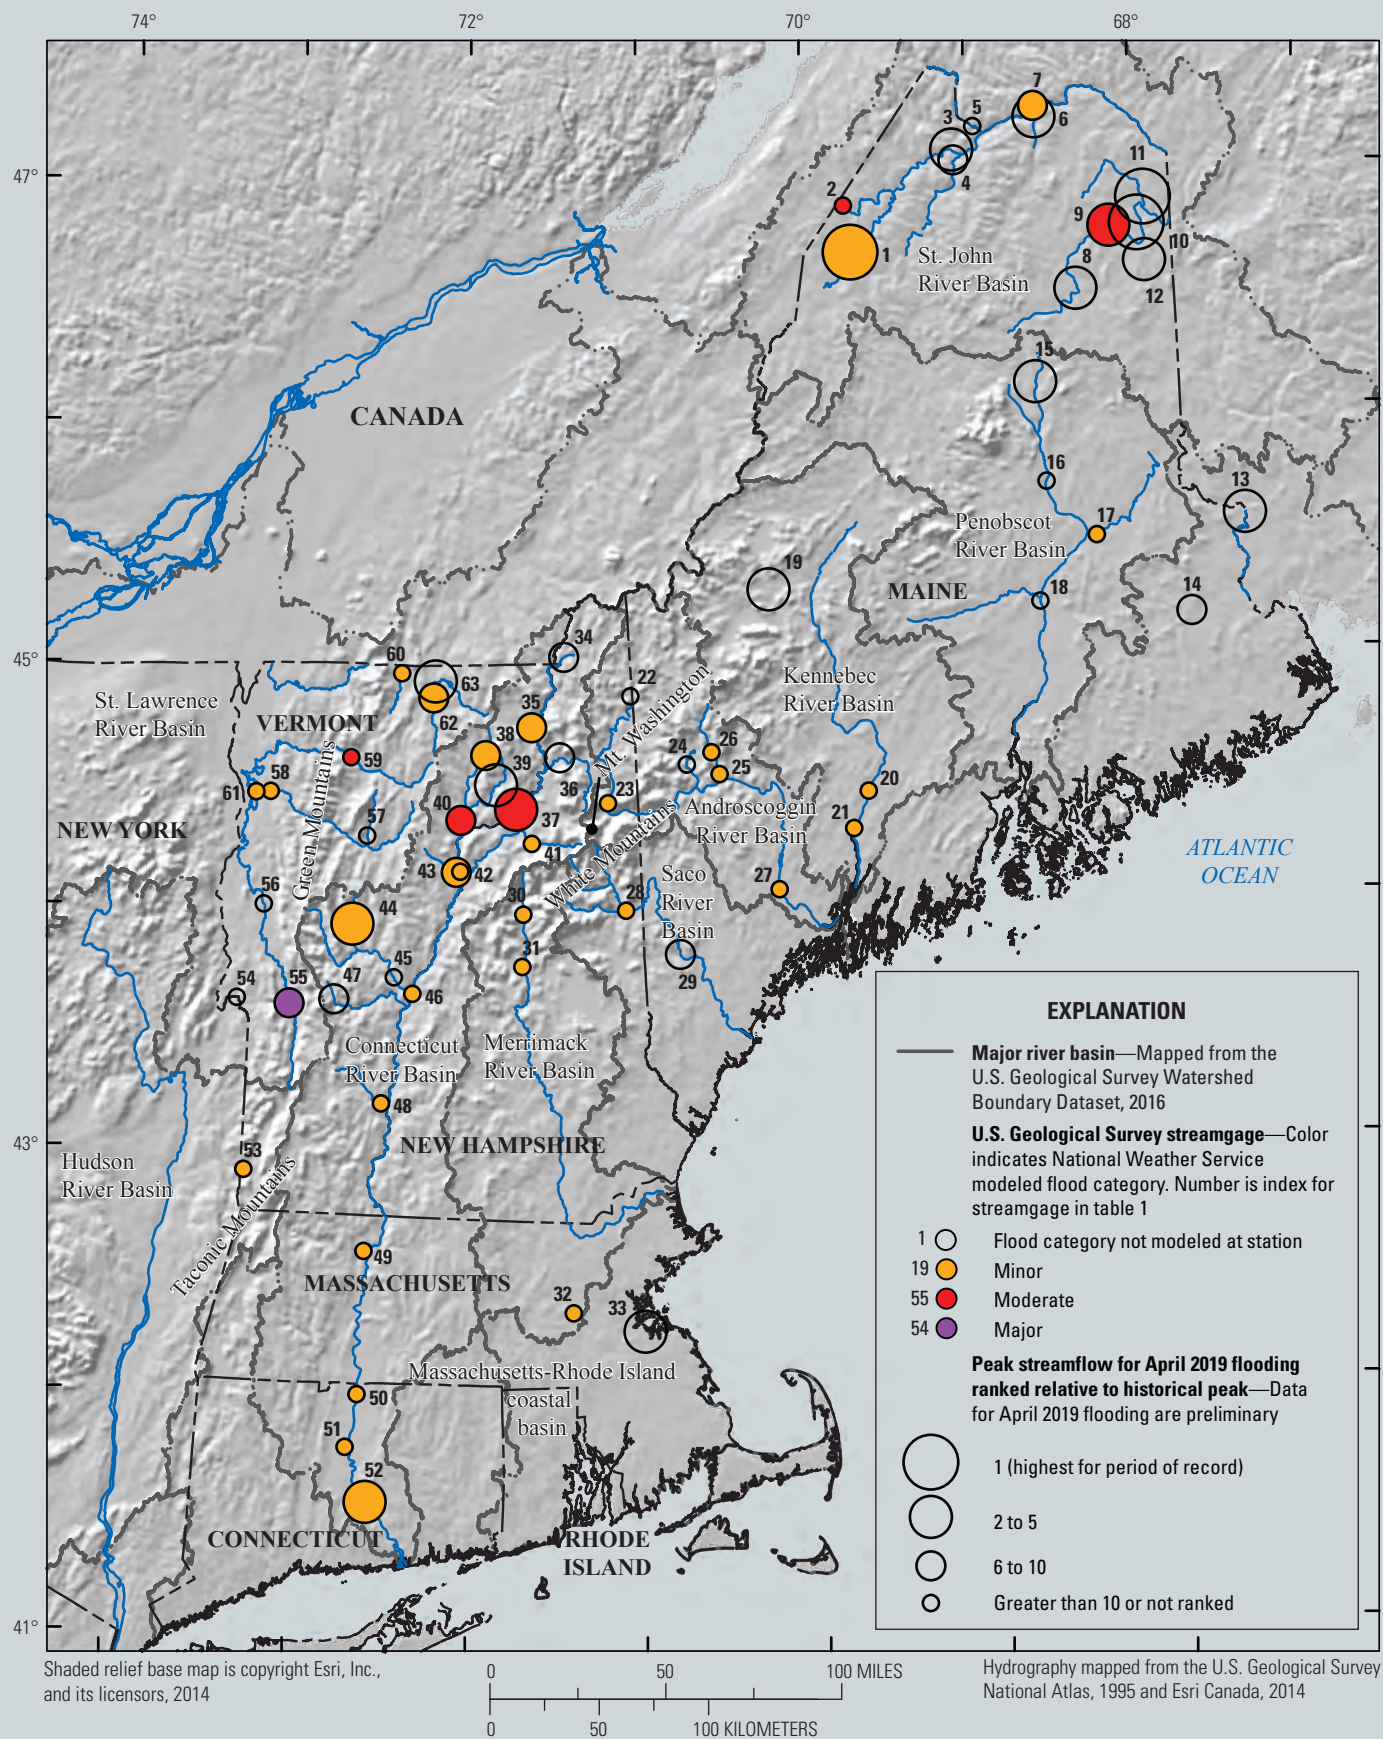 74°
72°
70°
68°
47°
45°
43°
41°
7
5
3
6
4
11
2
9
10
1
St. John
River Basin
8
12
15
CANADA
16
13
17
Penobscot
River Basin
19
14
MAINE
18
34
60
22
Kennebec
River Basin
63
St. Lawrence
River Basin
VERMONT
62
35
Mt. Washington
38
26
24
59
39
36
25
58
61
20
40
23
Androscoggin
River Basin
NEW YORK
57
37
21
Green Mountains
41
White Mountains
ATLANTIC
OCEAN
43
42
Saco
River
Basin
27
56
44
30
28
31
45
54
55
47
46
29
Connecticut
River Basin
Merrimack
River Basin
48
NEW HAMPSHIRE
53
Hudson
River Basin
Taconic Mountains
49
MASSACHUSETTS
32
33
Massachusetts-Rhode Island
coastal
basin
50
51
52
CONNECTICUT
RHODE
ISLAND
EXPLANATION
Major river basin—Mapped from the
U.S. Geological Survey Watershed
Boundary Dataset, 2016
U.S. Geological Survey streamgage—Color
indicates National Weather Service
modeled flood category. Number is index for
streamgage in table 1
1 Flood category not modeled at station
19 Minor
55 Moderate
54 Major
Peak streamflow for April 2019 flooding
ranked relative to historical peak—Data
for April 2019 flooding are preliminary
1 (highest for period of record)
2 to 5
6 to 10
Greater than 10 or not ranked
Shaded relief base map is copyright Esri, Inc.,
and its licensors, 2014
0 50 100 MILES
0 50 100 KILOMETERS
Hydrography mapped from the U.S. Geological Survey
National Atlas, 1995 and Esri Canada, 2014